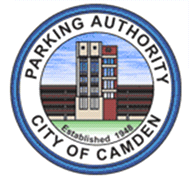 PARKING AUTHORITY
Established 1948
CITY OF CAMDEN